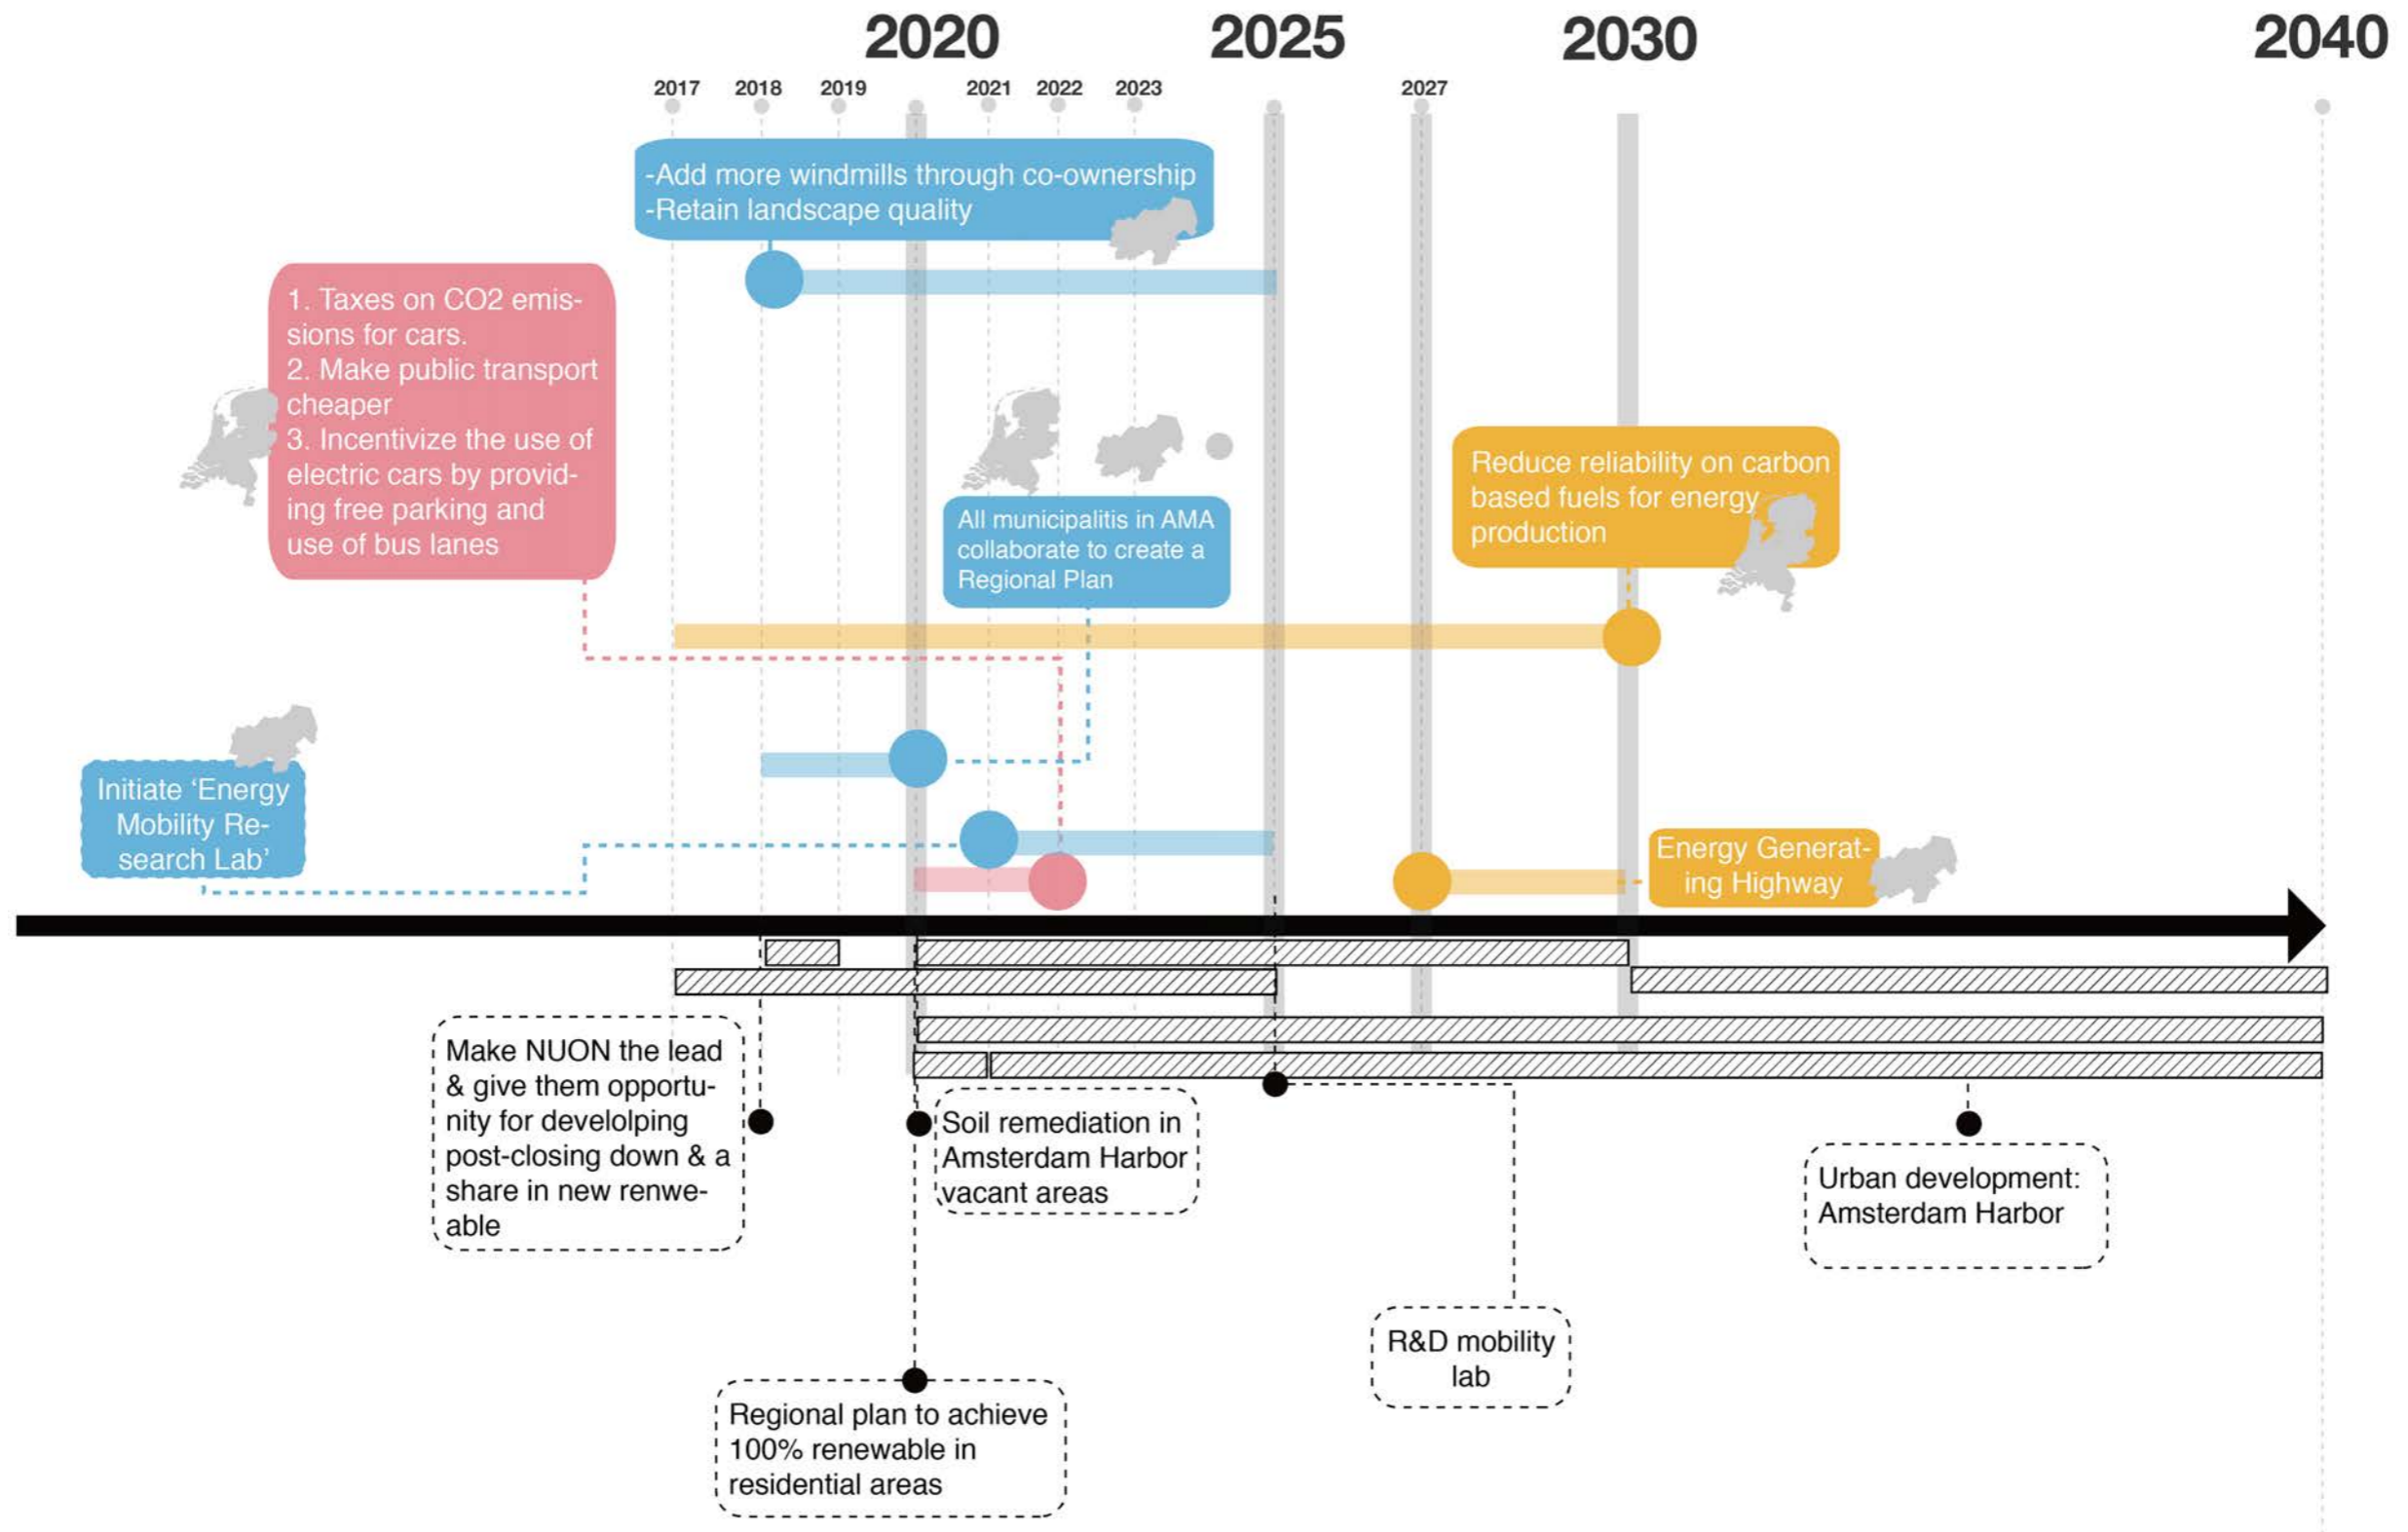 2020
2025
2030
2040
2017
2018
2019
2021
2022
2023
2027
-Add more windmills through co-ownership
-Retain landscape quality
1. Taxes on CO2 emis-
sions for cars.
2. Make public transport
cheaper
3. Incentivize the use of
electric cars by provid-
ing free parking and
use of bus lanes
All municipalitis in AMA
collaborate to create a
Regional Plan
Reduce reliability on carbon
based fuels for energy
production
Initiate ‘Energy
Mobility Re-
search Lab’
Energy Generat-
ing Highway
Make NUON the lead
& give them opportu-
nity for develolping
post-closing down & a
share in new renwe-
able
Soil remediation in
Amsterdam Harbor
vacant areas
Urban development:
Amsterdam Harbor
R&D mobility
lab
Regional plan to achieve
100% renewable in
residential areas